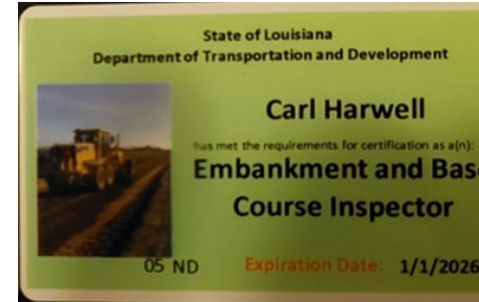 State of Louisiana
Department of Transportation and Development
Carl Harwell
has met the requirements for certification as a(n):
Embankment and Bas
Course Inspector
05 ND Expiration Date: 1/1/2026